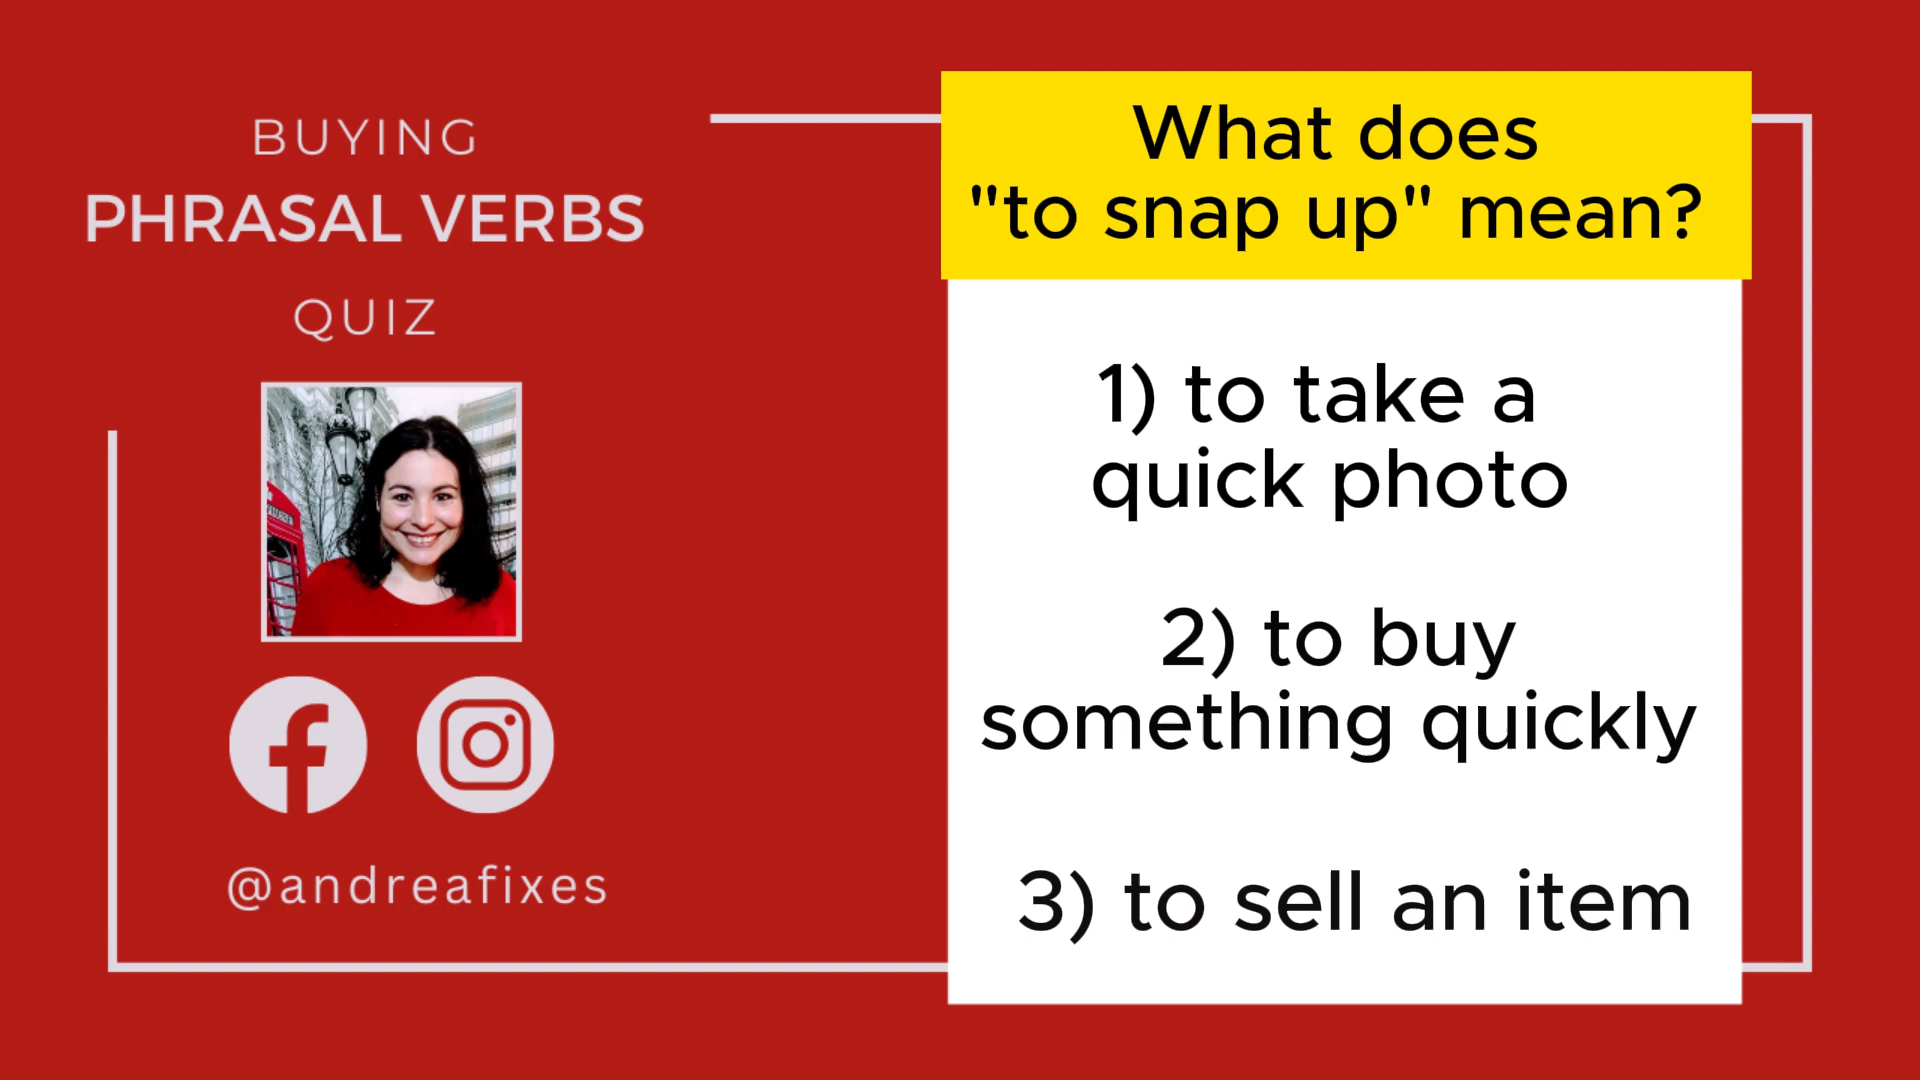 BUYING
PHRASAL VERBS
QUIZ
@andreafixes
What does
"to snap up" mean?
1) to take a
quick photo
2) to buy
something quickly
3) to sell an item